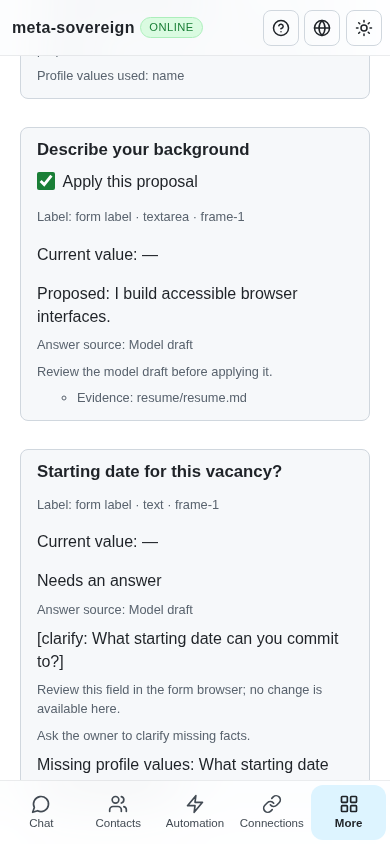 meta-sovereign ONLINE
Profile values used: name
Describe your background
Apply this proposal
Label: form label · textarea · frame-1
Current value: —
Proposed: I build accessible browser
interfaces.
Answer source: Model draft
Review the model draft before applying it.
Evidence: resume/resume.md
Starting date for this vacancy?
Label: form label · text · frame-1
Current value: —
Needs an answer
Answer source: Model draft
[clarify: What starting date can you commit
to?]
Review this field in the form browser; no change is
available here.
Ask the owner to clarify missing facts.
Missing profile values: What starting date
Chat Contacts Automation Connections More